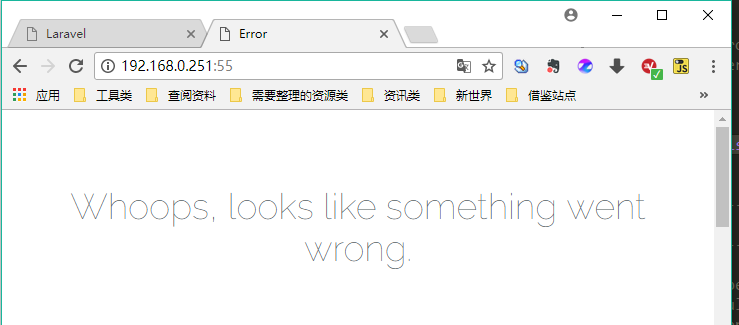 Laravel
Error
192.168.0.251:55
应用
工具类
查阅资料
需要整理的资源类
资讯类
新世界
借鉴站点
»
Whoops, looks like something went
wrong.